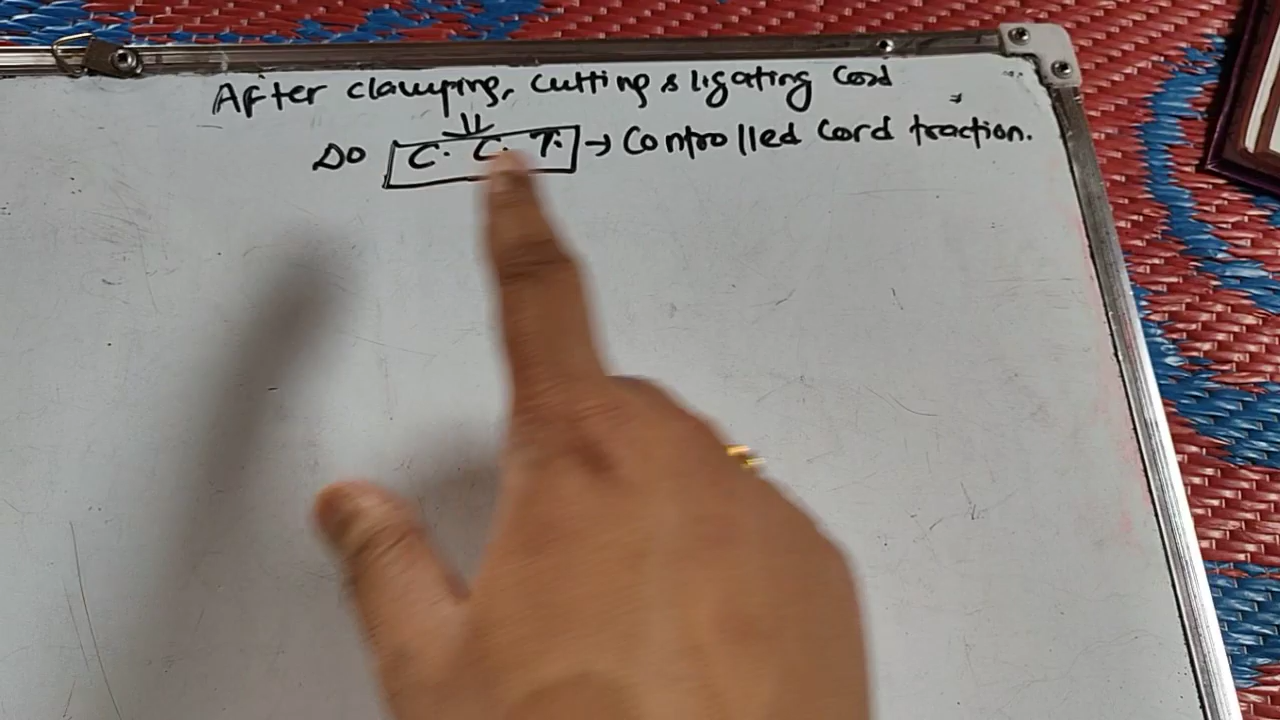 After clamping, cutting & ligating Cord
Do C. C. T. → Controlled Cord traction.